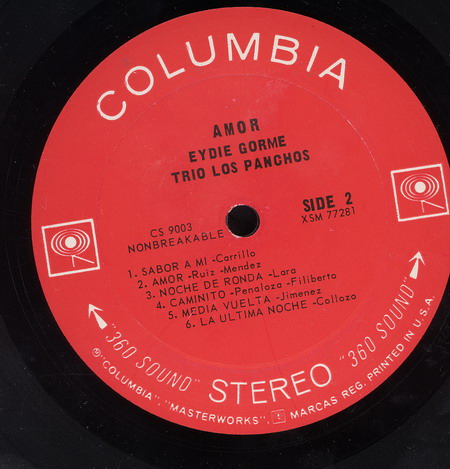 COLUMBIA
AMOR
EYDIE GORME
TRIO LOS PANCHOS
CS 9003
NONBREAKABLE
SIDE 2
XSM 77281
1. SABOR A MI -Carrillo
2. AMOR -Ruiz - Mendez
3. NOCHE DE RONDA -Lara
4. CAMINITO -Penaloza -Filiberto
5. MEDIA VUELTA -Jimenez
6. LA ULTIMA NOCHE -Collozo
"360 SOUND" STEREO "360 SOUND"
®"COLUMBIA", "MASTERWORKS", MARCAS REG. PRINTED IN U.S.A.